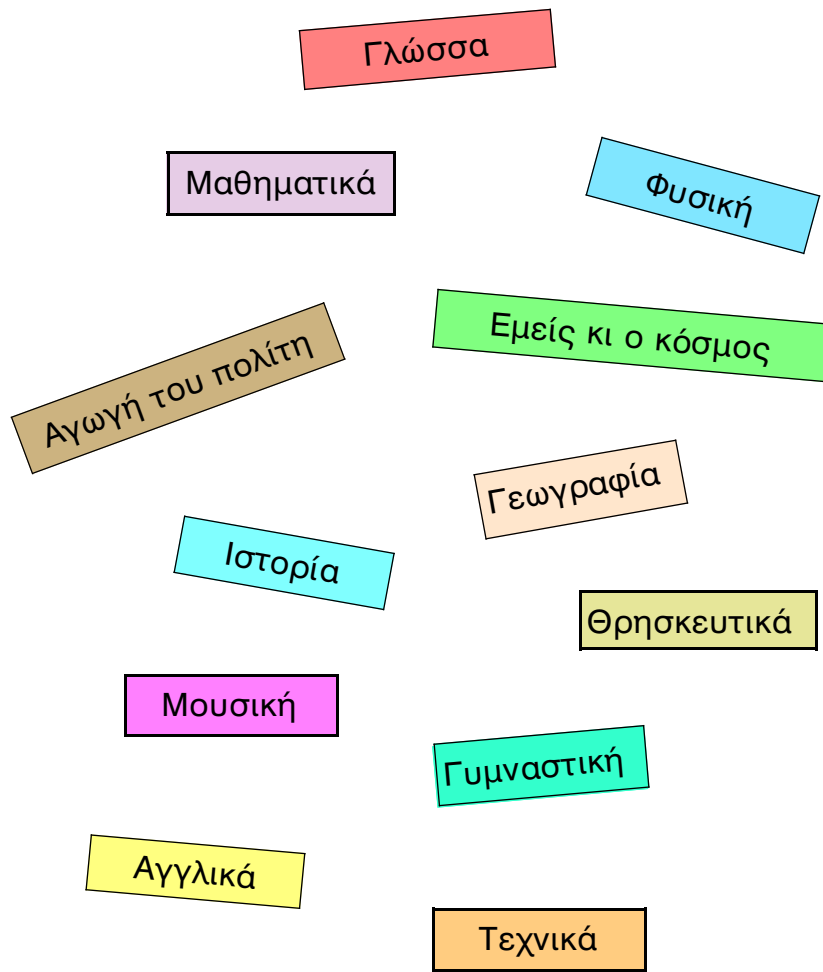 Γλώσσα
Μαθηματικά
Φυσική
Εμείς κι ο κόσμος
Αγωγή του πολίτη
Γεωγραφία
Ιστορία
Θρησκευτικά
Μουσική
Γυμναστική
Αγγλικά
Τεχνικά